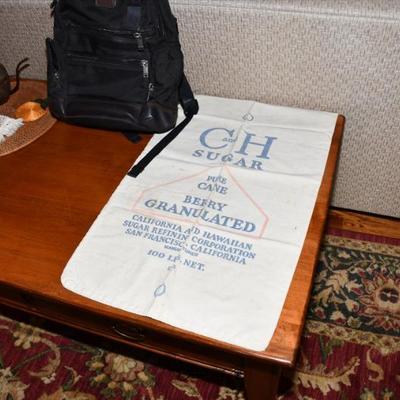 C and H
SUGAR
PURE
CANE
BERRY
GRANULATED
CALIFORNIA AND HAWAIIAN
SUGAR REFINING CORPORATION
SAN FRANCISCO, CALIFORNIA
100 LB. NET.